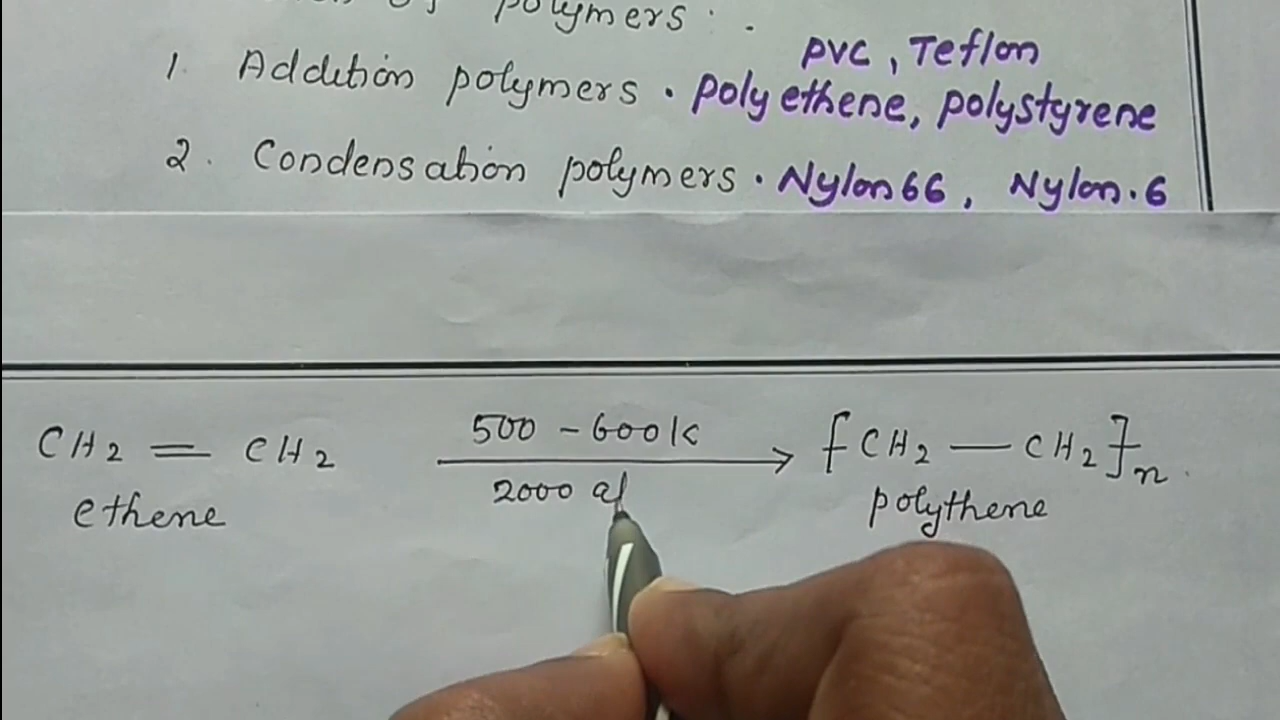 polymers :
PVC, Teflon
1. Addition polymers . polyethene, polystyrene
2. Condensation polymers . Nylon 66, Nylon.6
CH2 = CH2 500 - 600K [CH2 — CH2]n
2000 at
ethene polythene